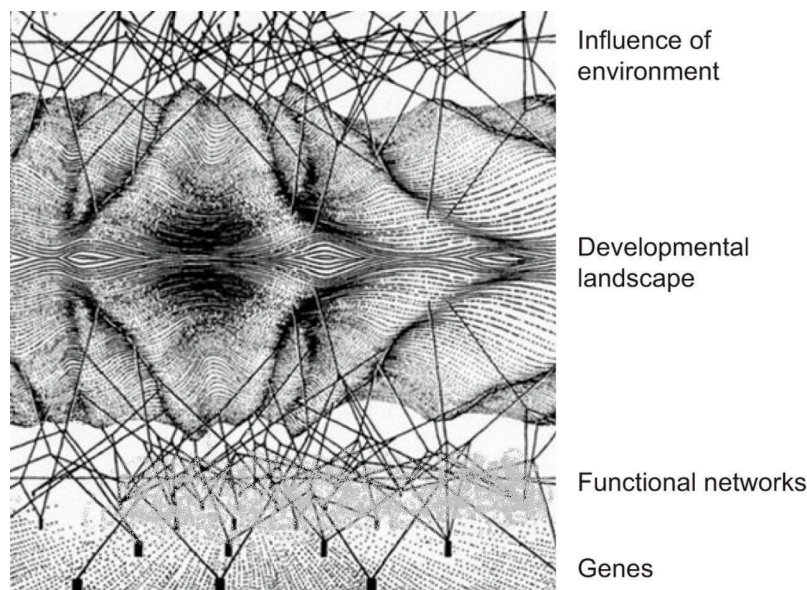 Influence of
environment
Developmental
landscape
Functional networks
Genes